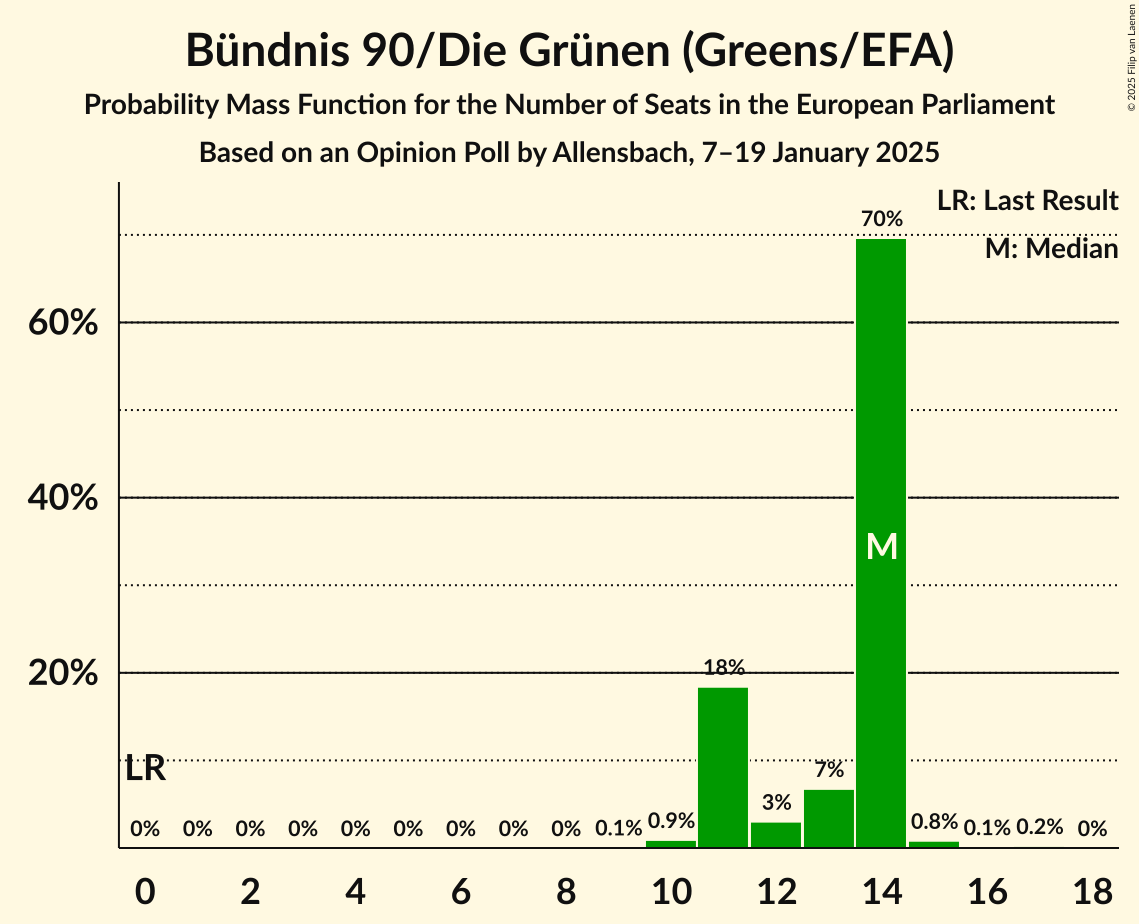 Bündnis 90/Die Grünen (Greens/EFA)
Probability Mass Function for the Number of Seats in the European Parliament
Based on an Opinion Poll by Allensbach, 7–19 January 2025
© 2025 Filip van Laenen
LR: Last Result
M: Median
70%
60%
40%
M
20%
18%
LR
7%
3%
0% 0% 0% 0% 0% 0% 0% 0% 0% 0.1% 0.9% 0.8% 0.1% 0.2% 0%
0 2 4 6 8 10 12 14 16 18